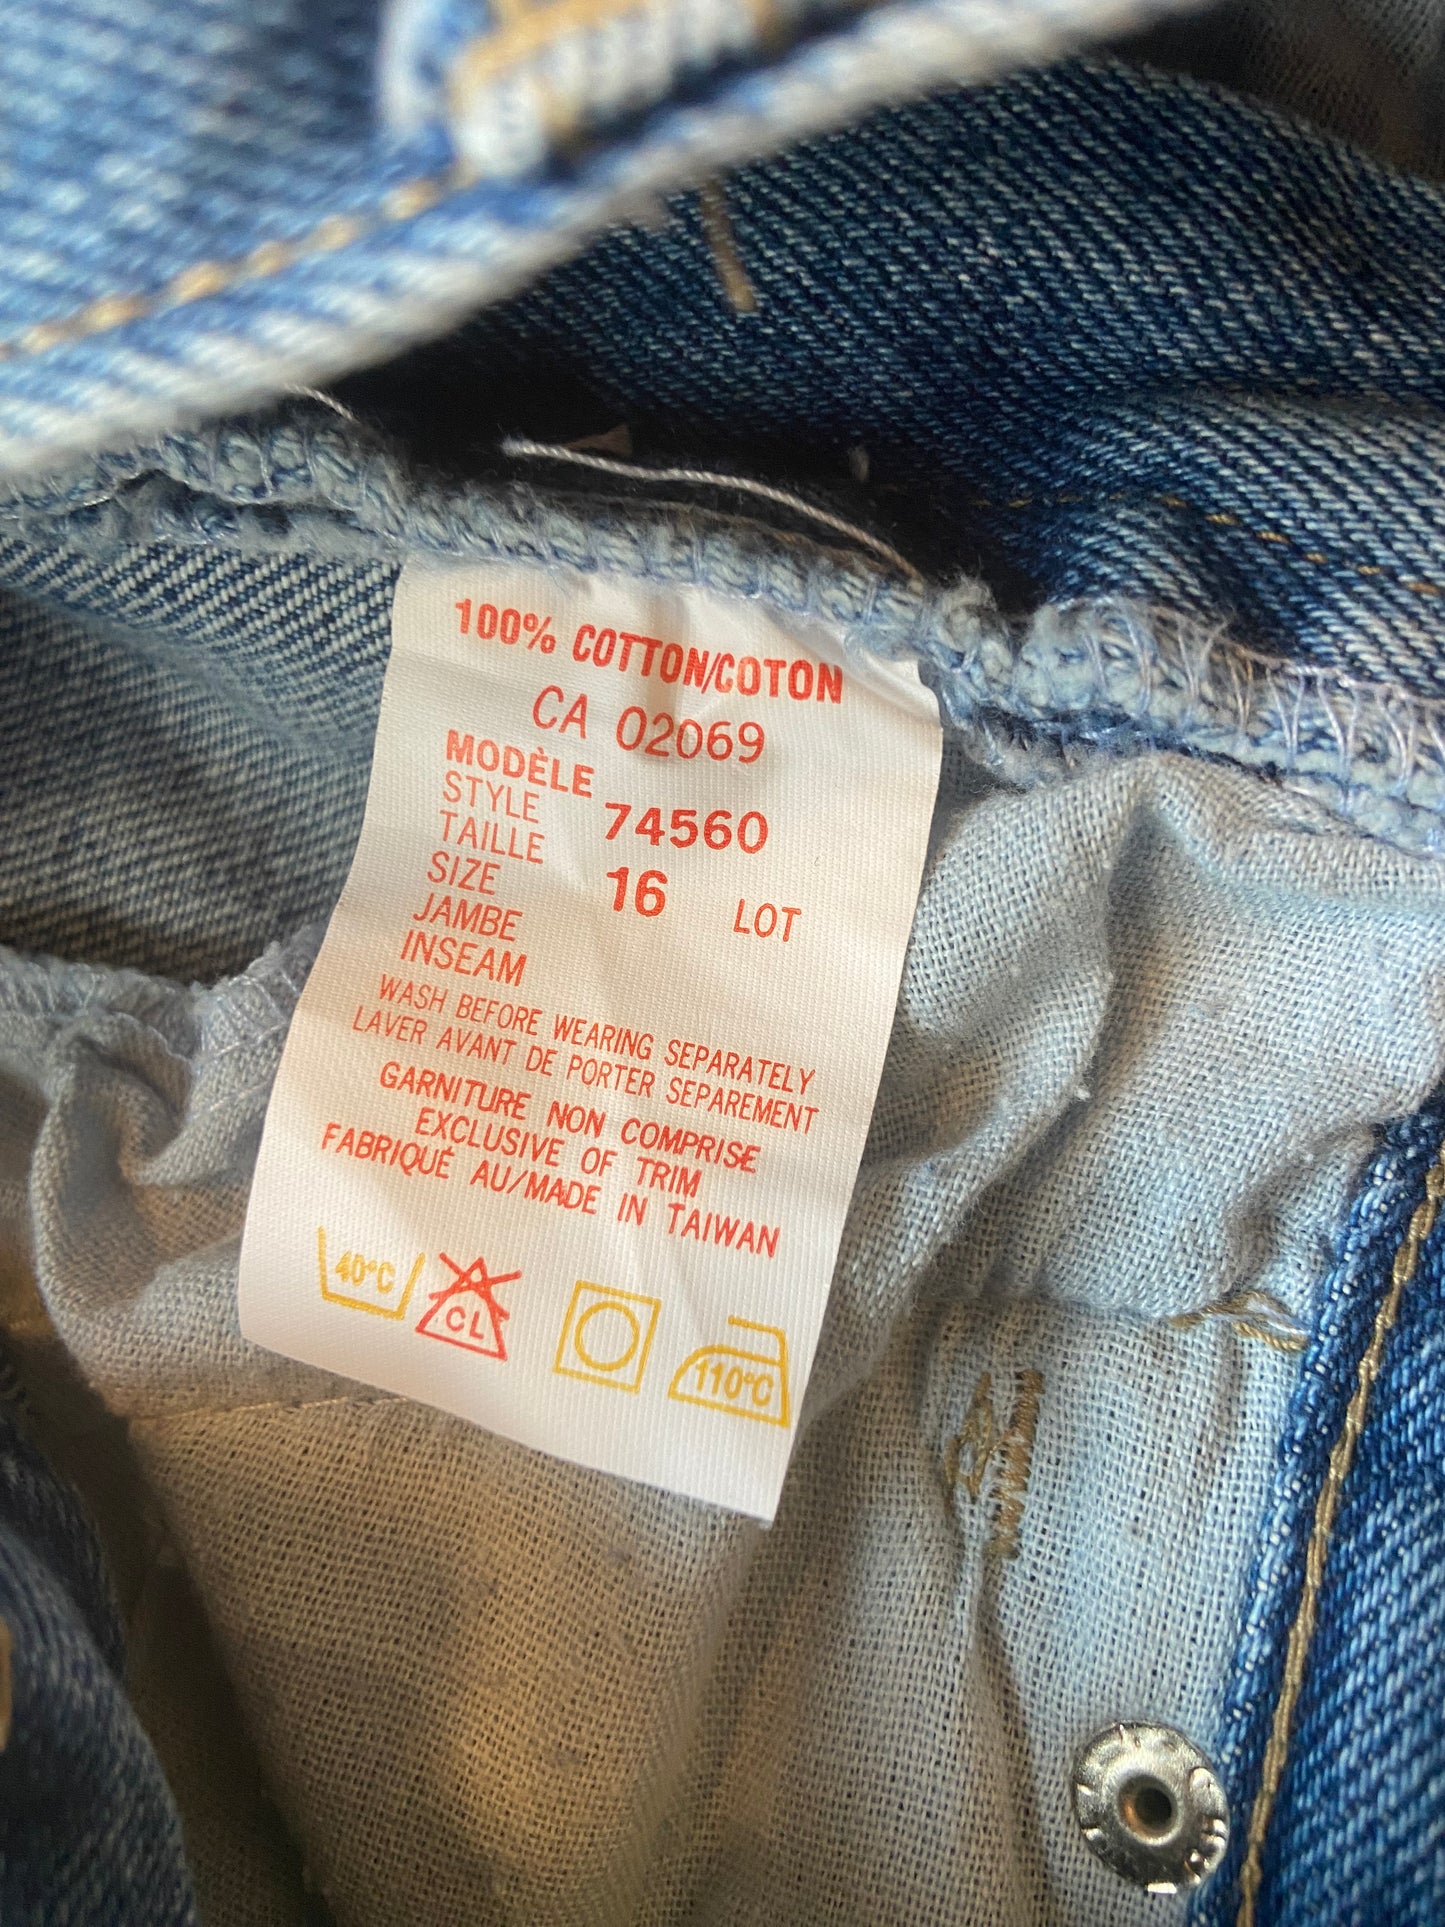 100% COTTON/COTON
CA 02069
MODÈLE
STYLE 74560
TAILLE
SIZE 16 LOT
JAMBE
INSEAM
WASH BEFORE WEARING SEPARATELY
LAVER AVANT DE PORTER SEPAREMENT
GARNITURE NON COMPRISE
EXCLUSIVE OF TRIM
FABRIQUÉ AU/MADE IN TAIWAN
40°C CL 110°C